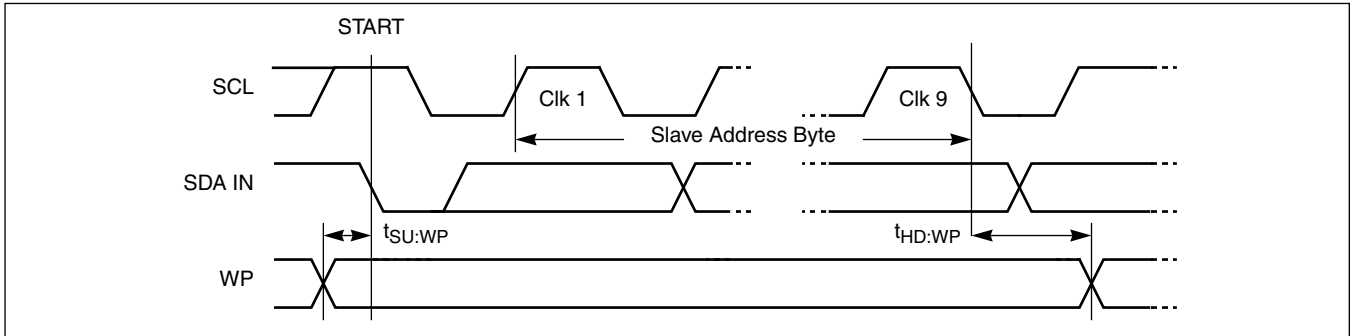 START
SCL
Clk 1
Clk 9
Slave Address Byte
SDA IN
tSU:WP
tHD:WP
WP